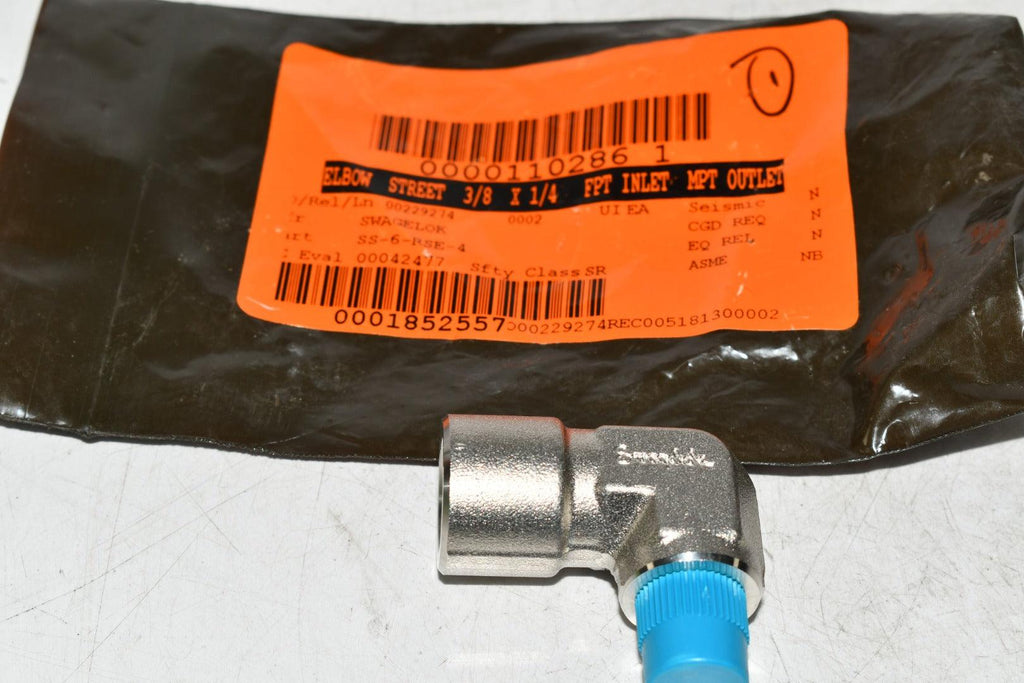 0000110286 1
ELBOW STREET 3/8 X 1/4 FPT INLET MPT OUTLET
/Rel/Ln 00229274 0002 UI EA Seismic N
SWAGELOK CGD REQ N
SS-6-RSE-4 EQ REL N
Eval 00042477 Sfty Class SR ASME NB
0001852557 000229274REC005181300002